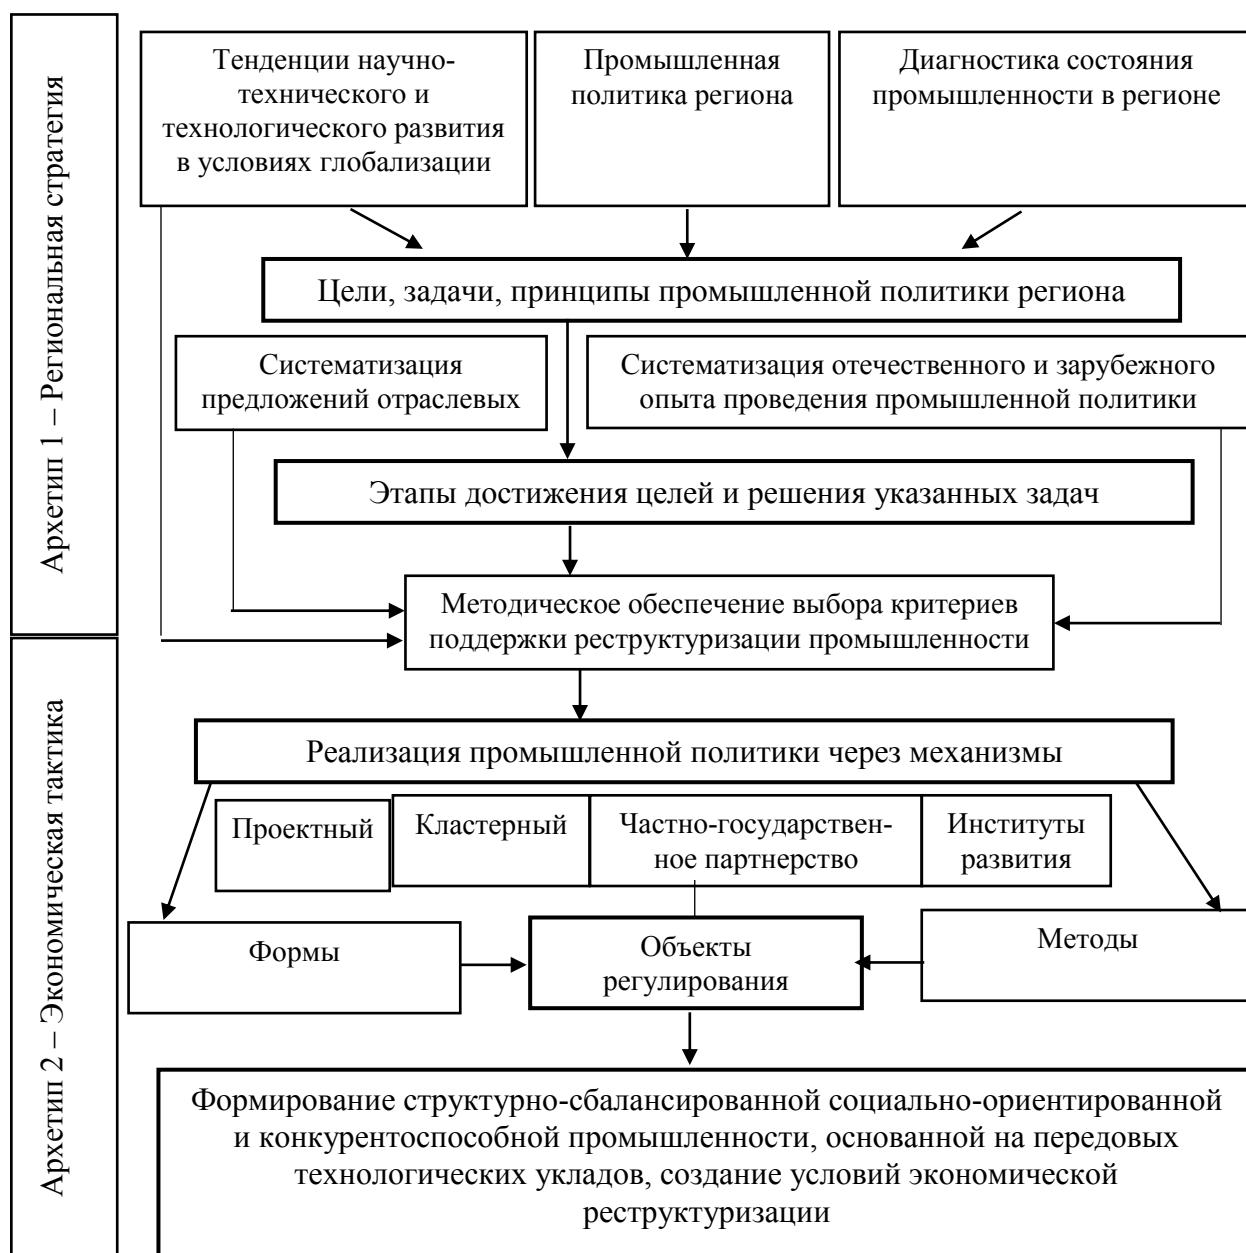 Архетип 1 – Региональная стратегия
Тенденции научно-
технического и
технологического развития
в условиях глобализации
Промышленная
политика региона
Диагностика состояния
промышленности в регионе
Цели, задачи, принципы промышленной политики региона
Систематизация
предложений отраслевых
Систематизация отечественного и зарубежного
опыта проведения промышленной политики
Этапы достижения целей и решения указанных задач
Методическое обеспечение выбора критериев
поддержки реструктуризации промышленности
Архетип 2 – Экономическая тактика
Реализация промышленной политики через механизмы
Проектный
Кластерный
Частно-государствен-
ное партнерство
Институты
развития
Формы
Объекты
регулирования
Методы
Формирование структурно-сбалансированной социально-ориентированной
и конкурентоспособной промышленности, основанной на передовых
технологических укладов, создание условий экономической
реструктуризации